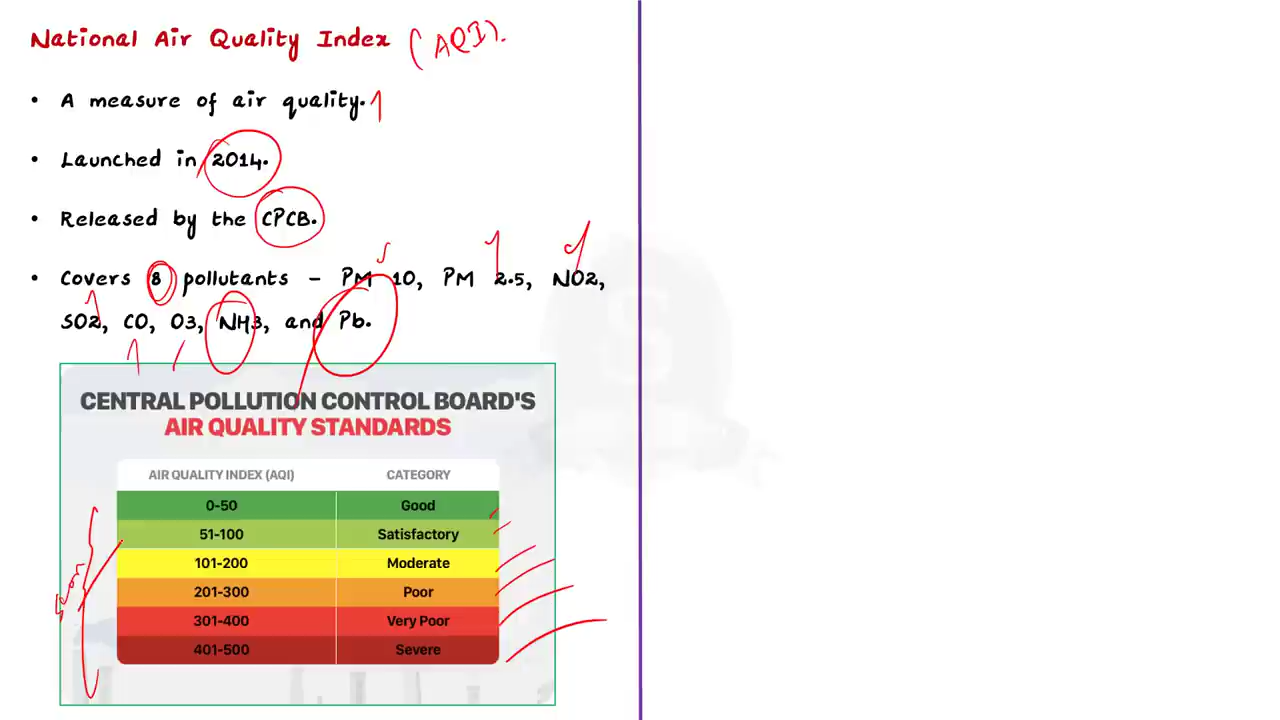 National Air Quality Index (AQI).
• A measure of air quality.
• Launched in 2014.
• Released by the CPCB.
• Covers 8 pollutants – PM 10, PM 2.5, NO2,
SO2, CO, O3, NH3, and Pb.
CENTRAL POLLUTION CONTROL BOARD'S
AIR QUALITY STANDARDS
AIR QUALITY INDEX (AQI) CATEGORY
0-50 Good
51-100 Satisfactory
101-200 Moderate
201-300 Poor
301-400 Very Poor
401-500 Severe